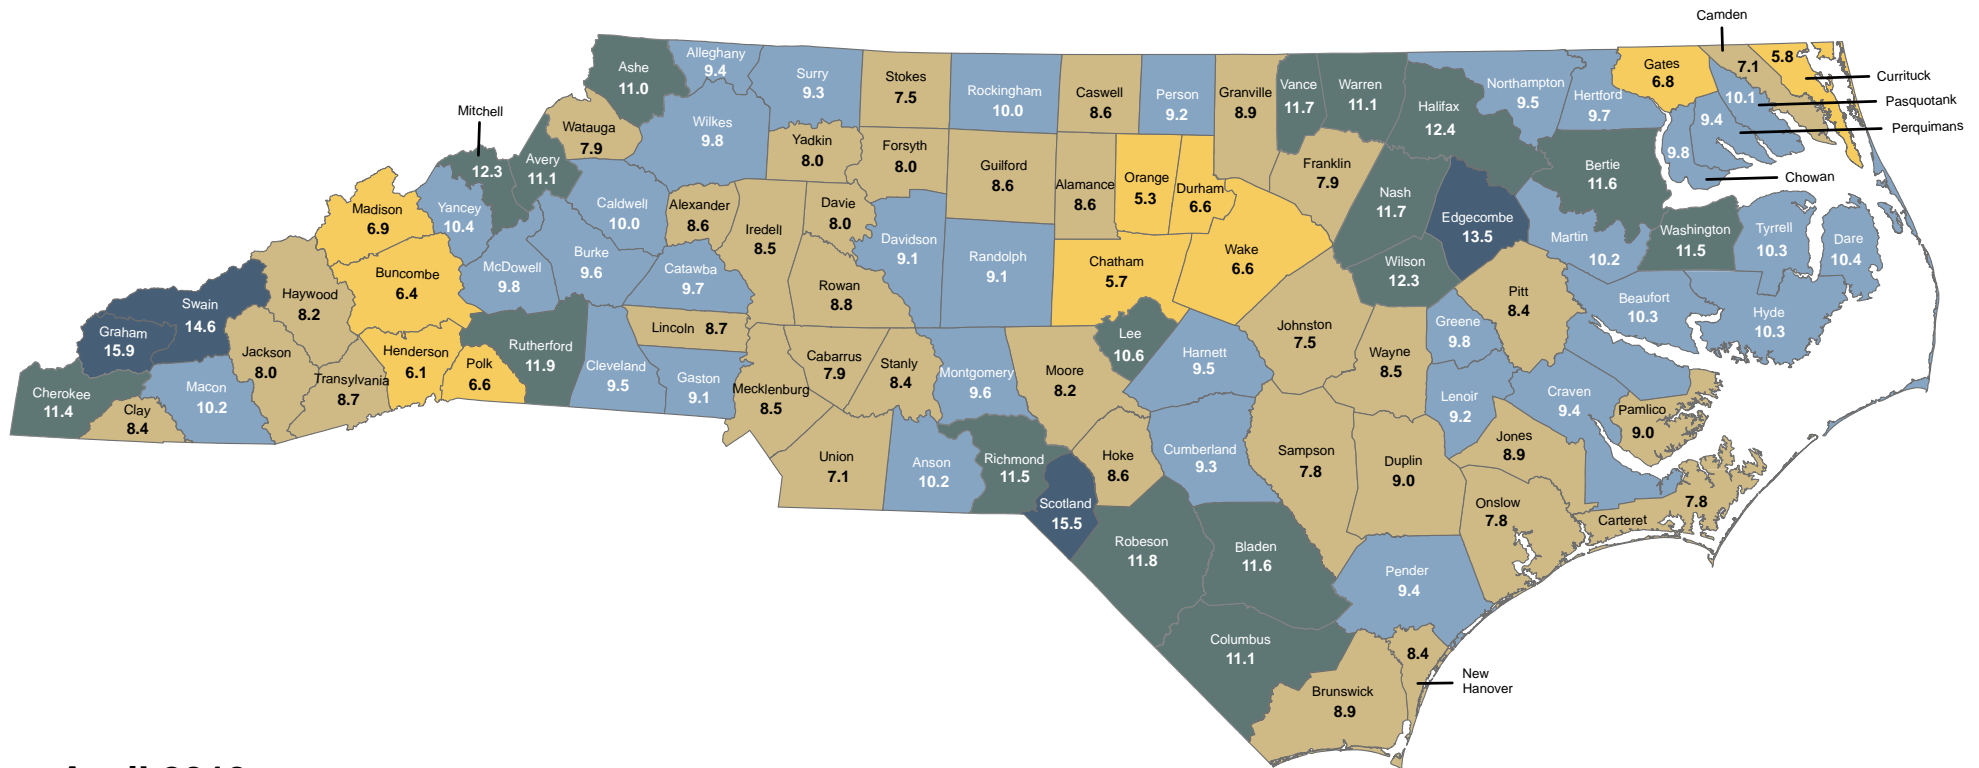 Camden
7.1
5.8
Currituck
Alleghany
9.4
Ashe
11.0
Surry
9.3
Stokes
7.5
Rockingham
10.0
Caswell
8.6
Person
9.2
Granville
8.9
Vance
11.7
Warren
11.1
Halifax
12.4
Northampton
9.5
Hertford
9.7
Gates
6.8
10.1
Pasquotank
9.4
Perquimans
9.8
Chowan
Mitchell
12.3
Watauga
7.9
Wilkes
9.8
Yadkin
8.0
Forsyth
8.0
Guilford
8.6
Alamance
8.6
Orange
5.3
Durham
6.6
Franklin
7.9
Nash
11.7
Edgecombe
13.5
Bertie
11.6
Avery
11.1
Madison
6.9
Yancey
10.4
Caldwell
10.0
Alexander
8.6
Iredell
8.5
Davie
8.0
Davidson
9.1
Randolph
9.1
Chatham
5.7
Wake
6.6
Wilson
12.3
Martin
10.2
Washington
11.5
Tyrrell
10.3
Dare
10.4
Buncombe
6.4
McDowell
9.8
Burke
9.6
Catawba
9.7
Rowan
8.8
Haywood
8.2
Swain
14.6
Graham
15.9
Cherokee
11.4
Clay
8.4
Macon
10.2
Jackson
8.0
Transylvania
8.7
Henderson
6.1
Polk
6.6
Rutherford
11.9
Cleveland
9.5
Lincoln 8.7
Gaston
9.1
Mecklenburg
8.5
Cabarrus
7.9
Stanly
8.4
Montgomery
9.6
Moore
8.2
Lee
10.6
Harnett
9.5
Johnston
7.5
Wayne
8.5
Greene
9.8
Pitt
8.4
Beaufort
10.3
Hyde
10.3
Lenoir
9.2
Craven
9.4
Pamlico
9.0
Jones
8.9
Union
7.1
Anson
10.2
Richmond
11.5
Scotland
15.5
Hoke
8.6
Cumberland
9.3
Sampson
7.8
Duplin
9.0
Onslow
7.8
Carteret
7.8
Robeson
11.8
Bladen
11.6
Pender
9.4
Columbus
11.1
Brunswick
8.9
8.4
New
Hanover